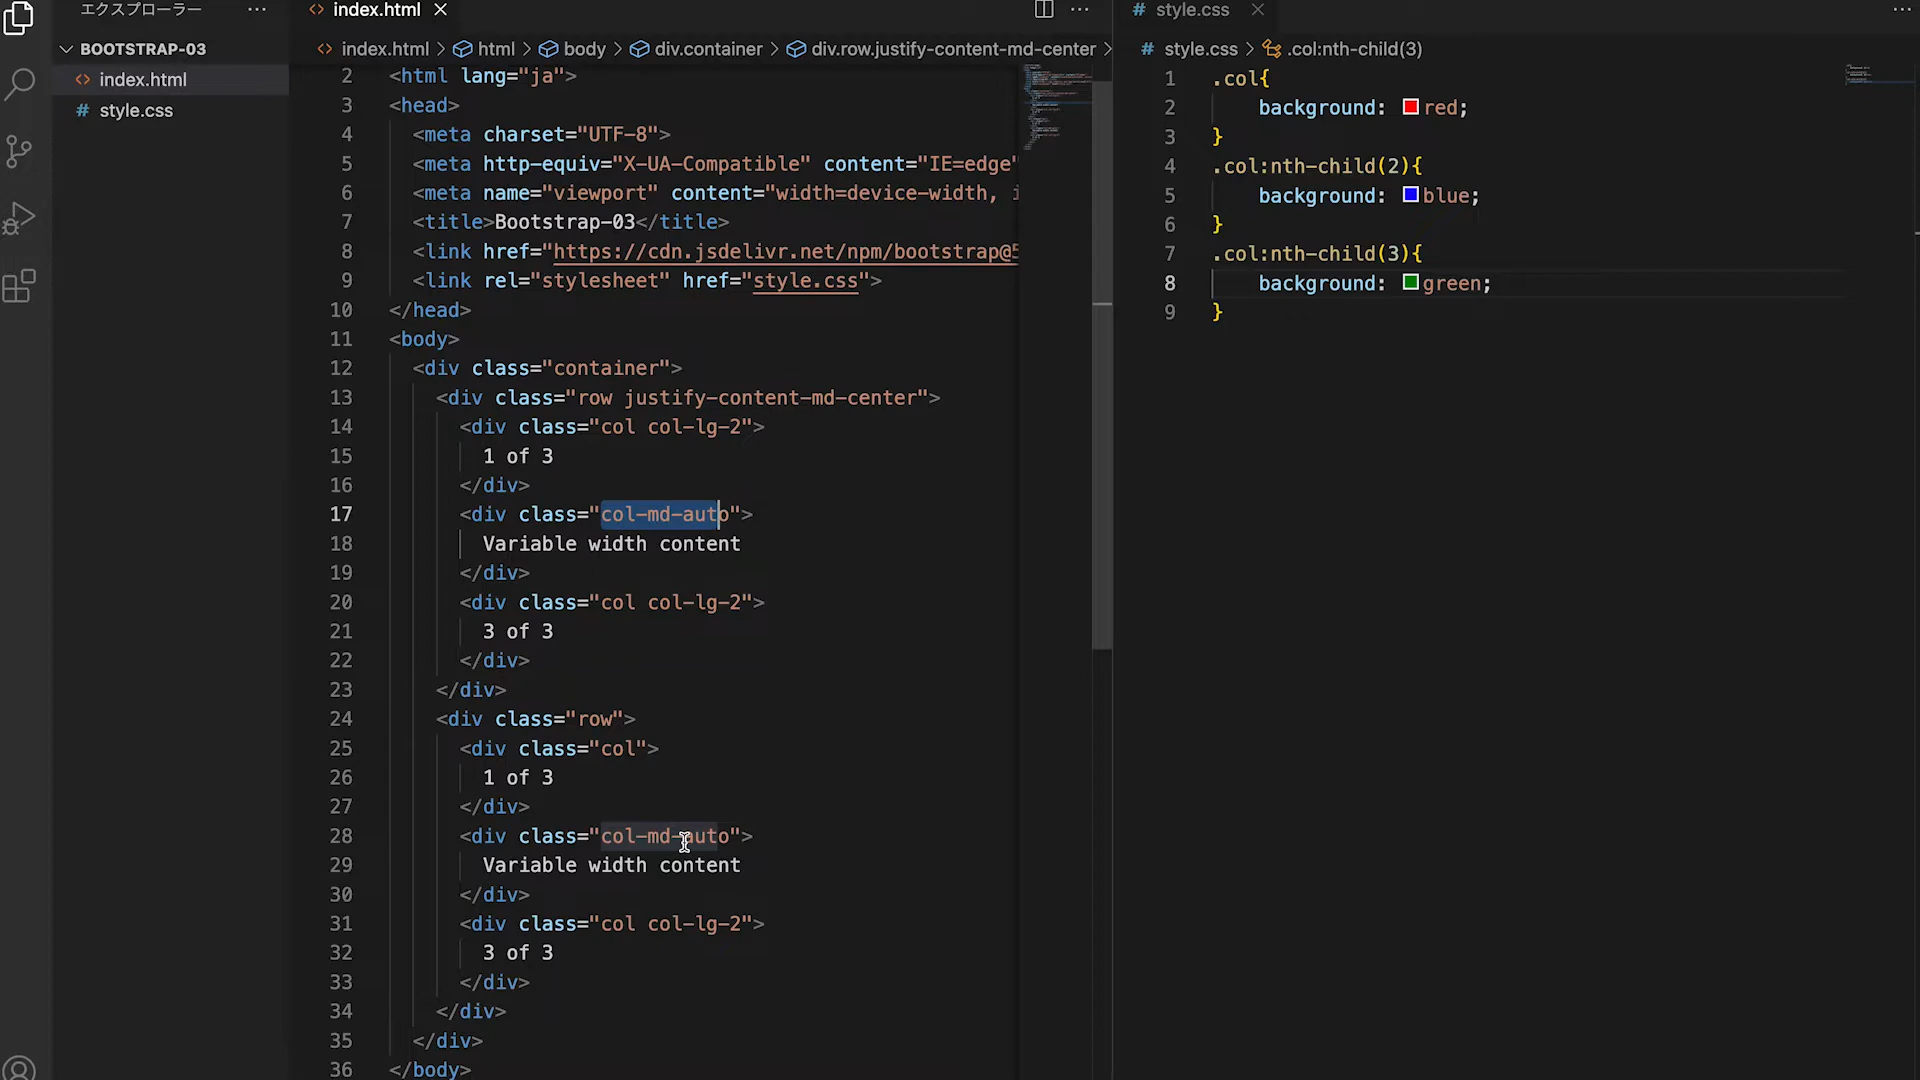 エクスプローラー ···
BOOTSTRAP-03
<> index.html
# style.css
<> index.html ×
<> index.html > html > body > div.container > div.row.justify-content-md-center >
2 <html lang="ja">
3 <head>
4 <meta charset="UTF-8">
5 <meta http-equiv="X-UA-Compatible" content="IE=edge"
6 <meta name="viewport" content="width=device-width, i
7 <title>Bootstrap-03</title>
8 <link href="https://cdn.jsdelivr.net/npm/bootstrap@5
9 <link rel="stylesheet" href="style.css">
10 </head>
11 <body>
12 <div class="container">
13 <div class="row justify-content-md-center">
14 <div class="col col-lg-2">
15 1 of 3
16 </div>
17 <div class="col-md-auto">
18 Variable width content
19 </div>
20 <div class="col col-lg-2">
21 3 of 3
22 </div>
23 </div>
24 <div class="row">
25 <div class="col">
26 1 of 3
27 </div>
28 <div class="col-md-auto">
29 Variable width content
30 </div>
31 <div class="col col-lg-2">
32 3 of 3
33 </div>
34 </div>
35 </div>
36 </body>
# style.css ×
# style.css > .col:nth-child(3)
1 .col{
2 background: red;
3 }
4 .col:nth-child(2){
5 background: blue;
6 }
7 .col:nth-child(3){
8 background: green;
9 }